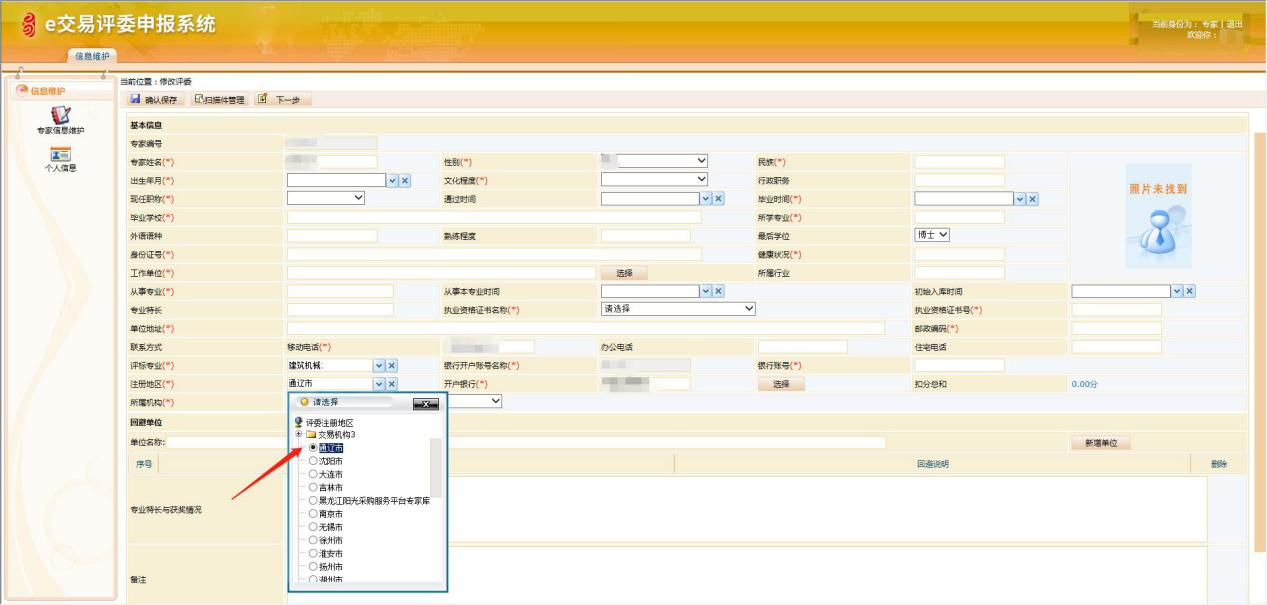 e交易评委申报系统
当前身份为：专家 | 退出
欢迎你：
信息维护
信息维护
专家信息维护
个人信息
当前位置：修改评委
确认保存 扫描件管理 下一步
基本信息
专家编号
专家姓名(*) 性别(*) 民族(*)
出生年月(*) 文化程度(*) 行政职务
现任职称(*) 通过时间 毕业时间(*)
毕业学校(*) 所学专业(*)
外语语种 熟练程度 最后学位 博士
身份证号(*) 健康状况(*)
工作单位(*) 选择 所属行业
从事专业(*) 从事本专业时间 初始入库时间
专业特长 执业资格证书名称(*) 请选择 执业资格证书号(*)
单位地址(*) 邮政编码(*)
联系方式 移动电话(*) 办公电话 住宅电话
评标专业(*) 建筑机械; 银行开户账号名称(*) 银行账号(*)
注册地区(*) 通辽市 开户银行(*) 选择 扣分总和 0.00分
所属机构(*)
照片未找到
回避单位
单位名称: 新增单位
序号 回避说明 删除
专业特长与获奖情况
备注
请选择 X
评委注册地区
交易机构3
通辽市
沈阳市
大连市
吉林市
黑龙江阳光采购服务平台专家库
南京市
无锡市
徐州市
淮安市
扬州市
湖州市